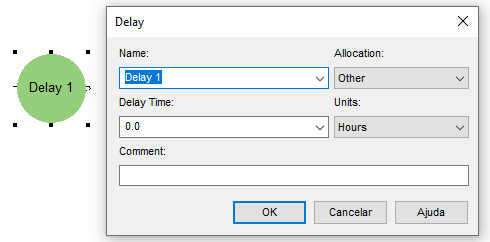 Delay 1
Delay
Name:
Allocation:
Delay 1
Other
Delay Time:
Units:
0.0
Hours
Comment:
OK
Cancelar
Ajuda